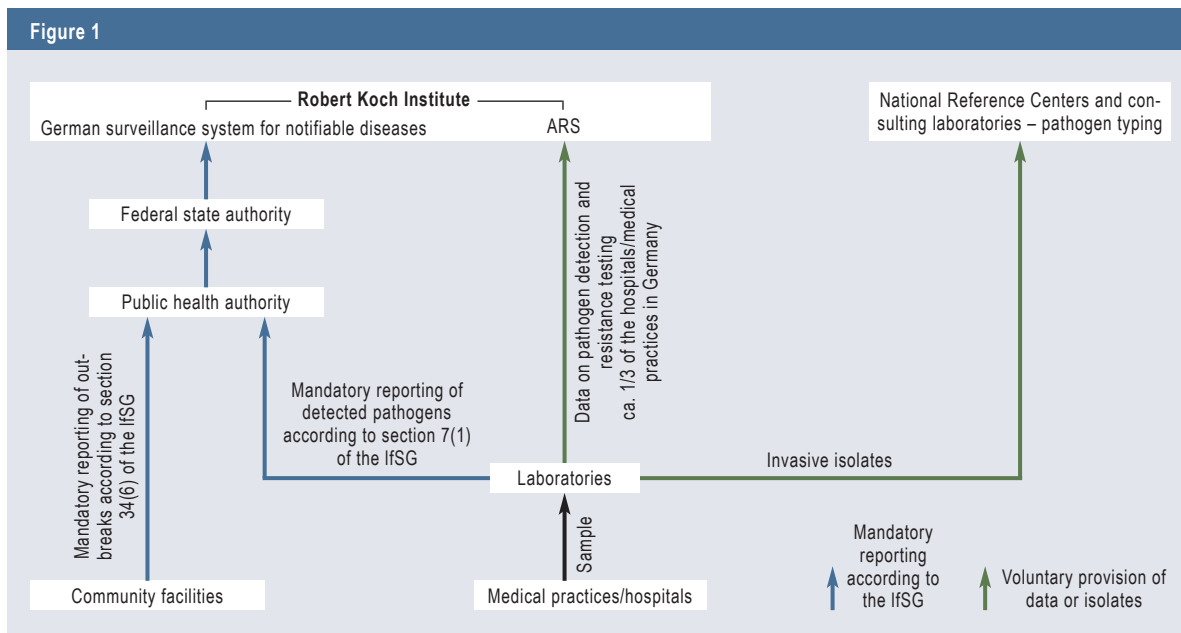 Figure 1
Robert Koch Institute
German surveillance system for notifiable diseases
ARS
National Reference Centers and con-
sulting laboratories – pathogen typing
Federal state authority
Public health authority
Mandatory reporting of out-
breaks according to section
34(6) of the IfSG
Mandatory reporting of
detected pathogens
according to section 7(1)
of the IfSG
Data on pathogen detection and
resistance testing
ca. 1/3 of the hospitals/medical
practices in Germany
Invasive isolates
Laboratories
Sample
Community facilities
Medical practices/hospitals
Mandatory
reporting
according to
the IfSG
Voluntary provision of
data or isolates